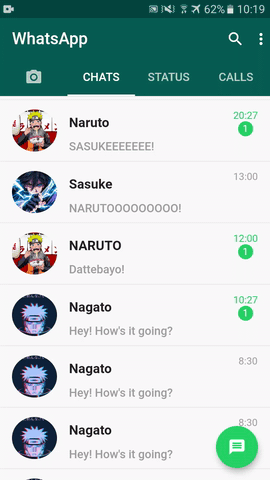 62% 10:19
WhatsApp
CHATS STATUS CALLS
Naruto 20:27
SASUKEEEEEEE! 1
Sasuke 13:00
NARUTOOOOOOOOO!
NARUTO 12:00
Dattebayo! 1
Nagato 10:27
Hey! How's it going? 1
Nagato 8:30
Hey! How's it going?
Nagato 8:30
Hey! How's it going?